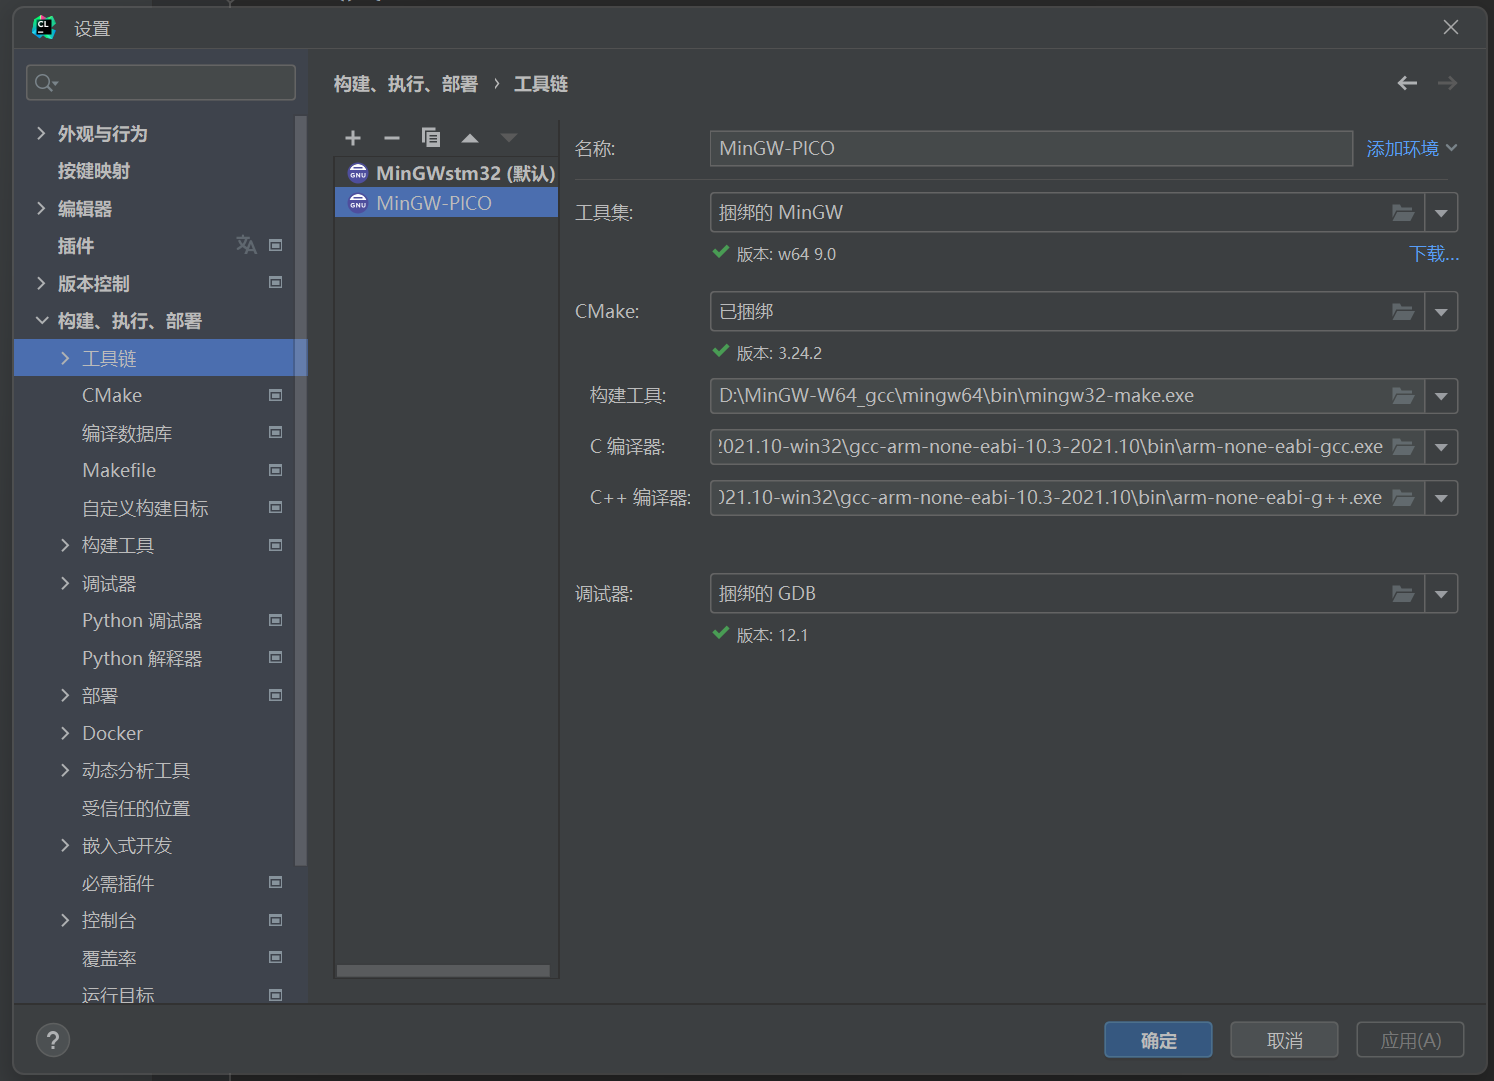 设置
外观与行为
按键映射
编辑器
插件
版本控制
构建、执行、部署
工具链
CMake
编译数据库
Makefile
自定义构建目标
构建工具
调试器
Python 调试器
Python 解释器
部署
Docker
动态分析工具
受信任的位置
嵌入式开发
必需插件
控制台
覆盖率
运行目标
构建、执行、部署 › 工具链
MinGWstm32 (默认)
MinGW-PICO
名称: MinGW-PICO 添加环境
工具集: 捆绑的 MinGW
版本: w64 9.0 下载...
CMake: 已捆绑
版本: 3.24.2
构建工具: D:\MinGW-W64_gcc\mingw64\bin\mingw32-make.exe
C 编译器: 2021.10-win32\gcc-arm-none-eabi-10.3-2021.10\bin\arm-none-eabi-gcc.exe
C++ 编译器: 021.10-win32\gcc-arm-none-eabi-10.3-2021.10\bin\arm-none-eabi-g++.exe
调试器: 捆绑的 GDB
版本: 12.1
? 确定 取消 应用(A)